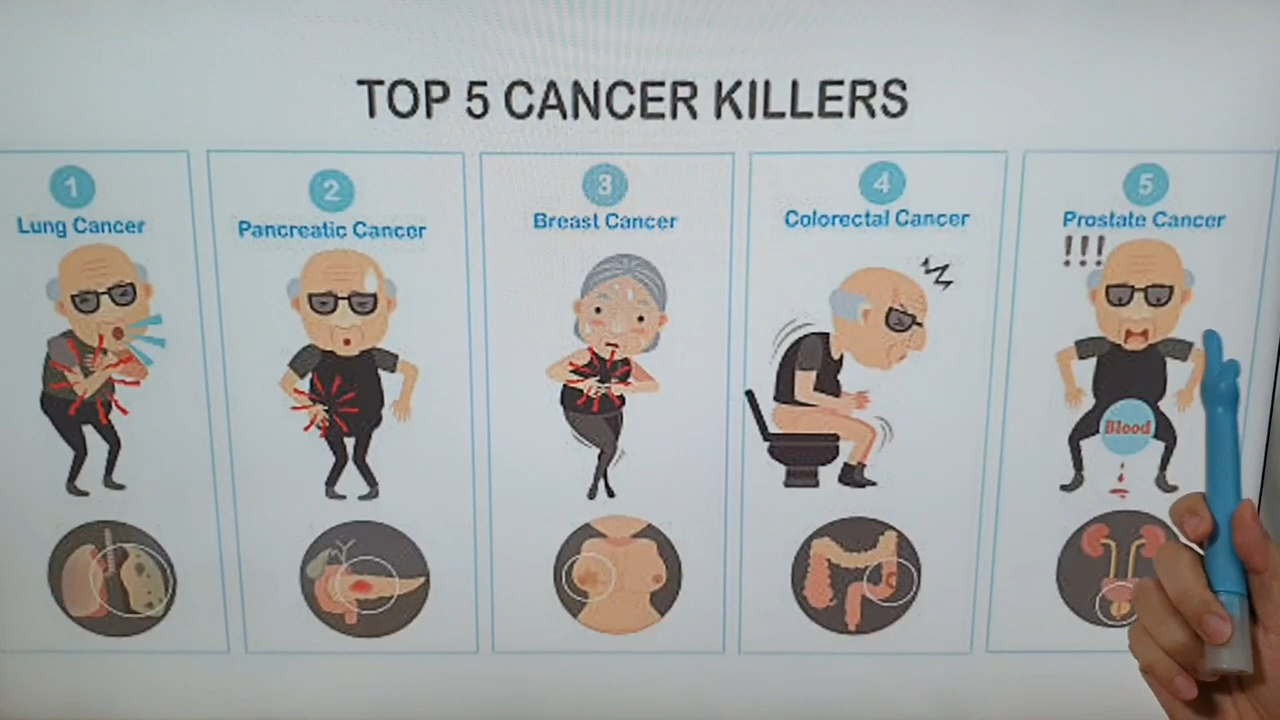 TOP 5 CANCER KILLERS
1
Lung Cancer
2
Pancreatic Cancer
3
Breast Cancer
4
Colorectal Cancer
5
Prostate Cancer
!!!
Blood